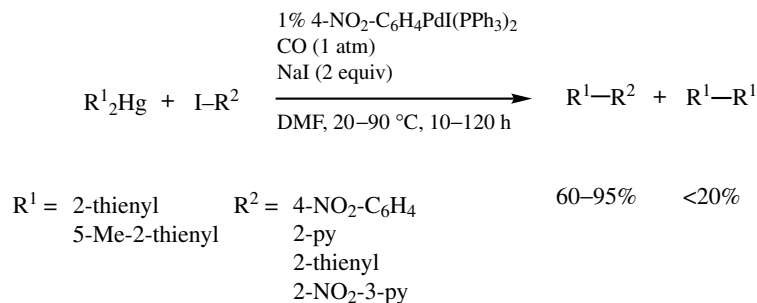 1% 4-NO₂-C₆H₄PdI(PPh₃)₂
CO (1 atm)
NaI (2 equiv)
R¹₂Hg + I–R² R¹—R² + R¹—R¹
DMF, 20–90 °C, 10–120 h
R¹ = 2-thienyl R² = 4-NO₂-C₆H₄ 60–95% <20%
5-Me-2-thienyl 2-py
2-thienyl
2-NO₂-3-py